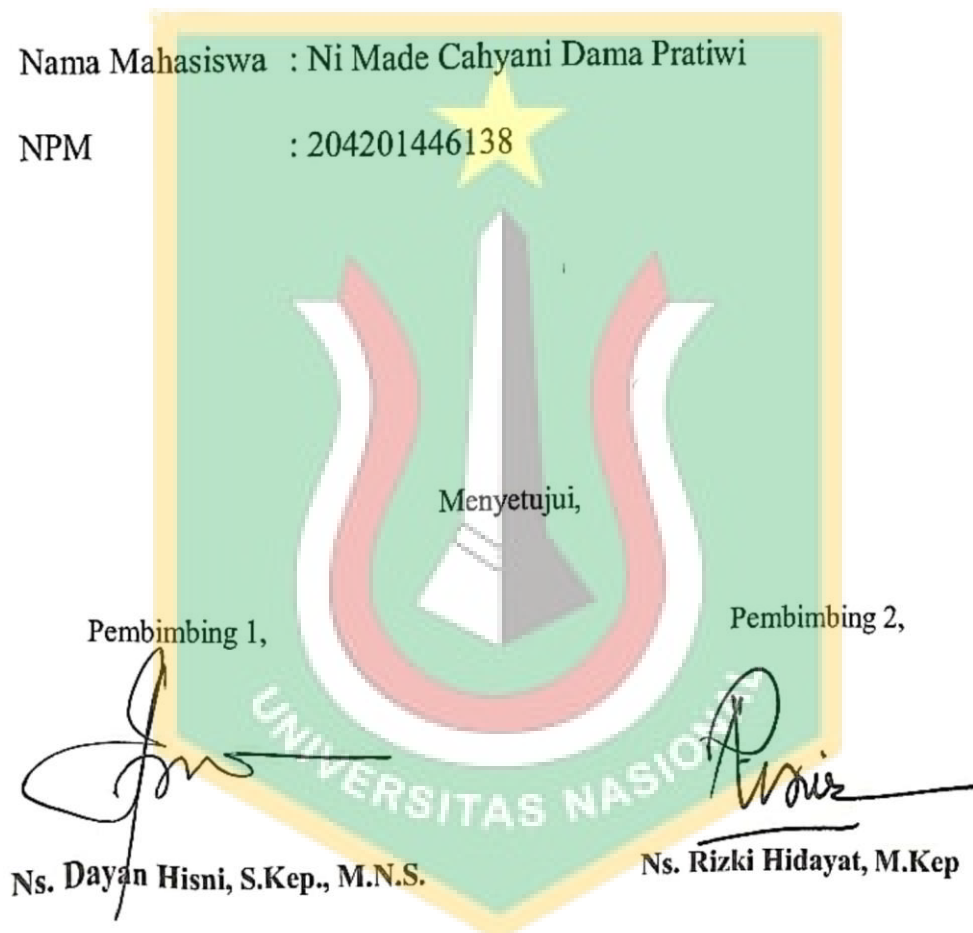 Nama Mahasiswa : Ni Made Cahyani Dama Pratiwi
NPM : 204201446138
Menyetujui,
Pembimbing 1,
Pembimbing 2,
UNIVERSITAS NASIONAL
Ns. Dayan Hisni, S.Kep., M.N.S.
Ns. Rizki Hidayat, M.Kep